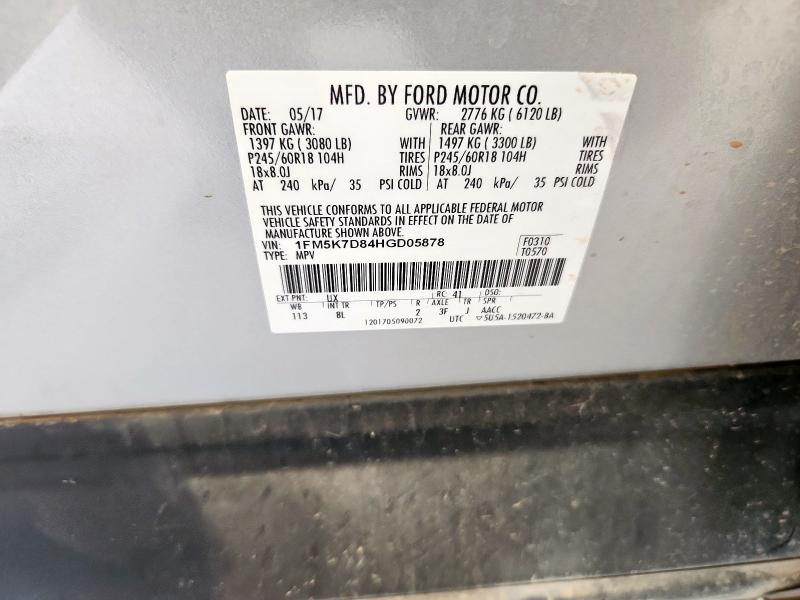 MFD. BY FORD MOTOR CO.
DATE: 05/17 GVWR: 2776 KG ( 6120 LB)
FRONT GAWR: REAR GAWR:
1397 KG ( 3080 LB) WITH 1497 KG ( 3300 LB) WITH
P245/60R18 104H TIRES P245/60R18 104H TIRES
18x8.0J RIMS 18x8.0J RIMS
AT 240 kPa/ 35 PSI COLD AT 240 kPa/ 35 PSI COLD
THIS VEHICLE CONFORMS TO ALL APPLICABLE FEDERAL MOTOR
VEHICLE SAFETY STANDARDS IN EFFECT ON THE DATE OF
MANUFACTURE SHOWN ABOVE.
VIN: 1FM5K7D84HGD05878 F0310
TYPE: MPV T0570
EXT PNT: UX RC: 41 DSO:
WB INT TR TP/PS R AXLE TR SPR
113 8L 2 3F J AACC
1201705090072 UTC ▽5U5A-1520472-BA